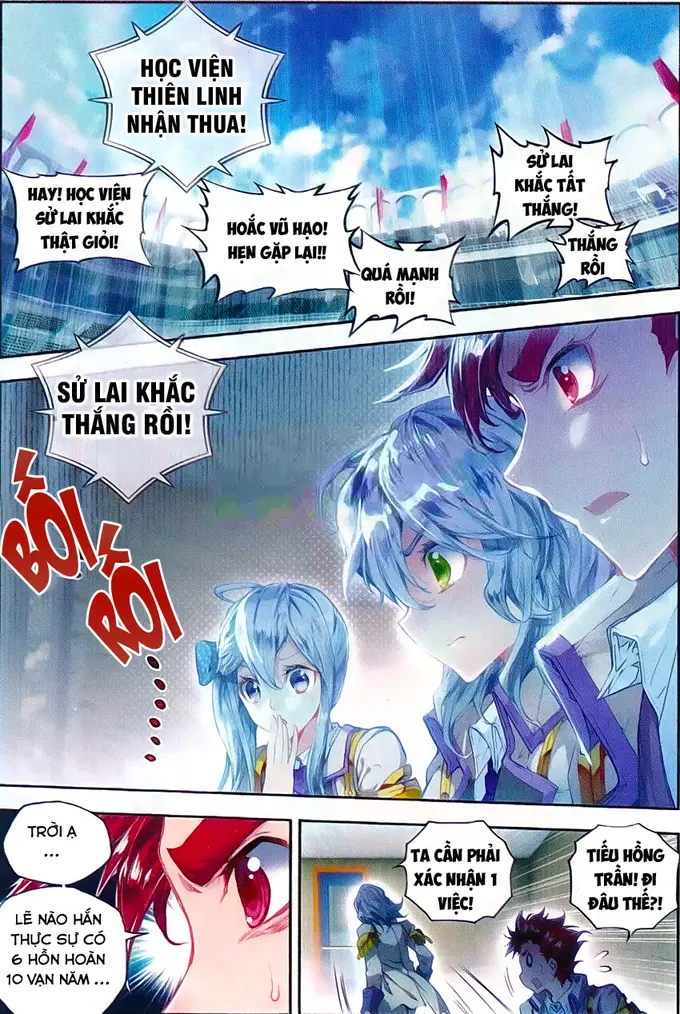 HỌC VIỆN
THIÊN LINH
NHẬN THUA!
HAY! HỌC VIỆN
SỬ LAI KHẮC
THẬT GIỎI!
HOẮC VŨ HẠO!
HẸN GẶP LẠI!!
QUÁ MẠNH
RỒI!
SỬ LAI
KHẮC TẤT
THẮNG!
THẮNG
RỒI
SỬ LAI KHẮC
THẮNG RỒI!
BỐI
RỐI
......
TRỜI Ạ
...
LẼ NÀO HẮN
THỰC SỰ CÓ
6 HỒN HOÀN
10 VẠN NĂM ...
TA CẦN PHẢI
XÁC NHẬN 1
VIỆC!
TIẾU HỒNG
TRẦN! ĐI
ĐÂU THẾ?!